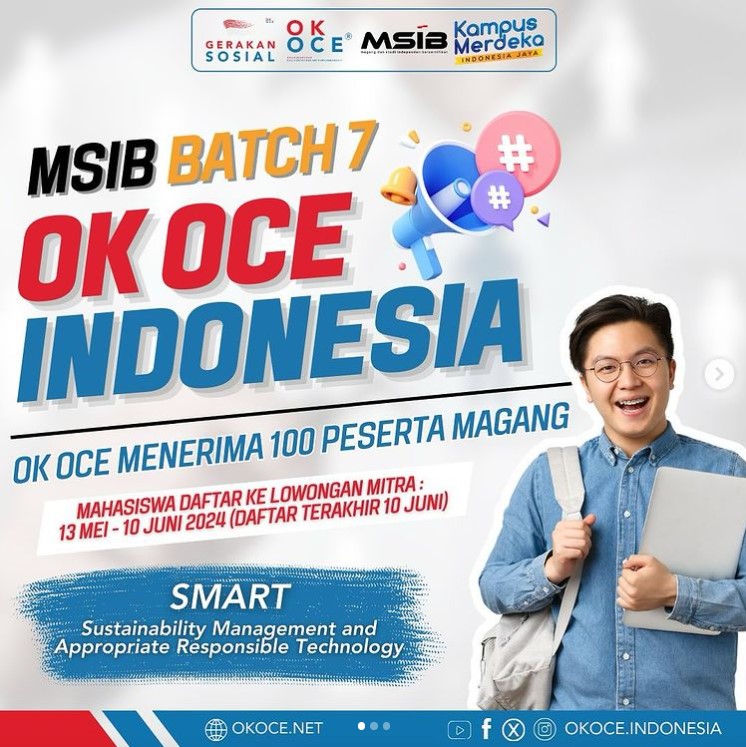 GERAKAN
SOSIAL
OK
OCE®
MSIB
Kampus
Merdeka
INDONESIA JAYA
MSIB BATCH 7
OK OCE
INDONESIA
#
#
OK OCE MENERIMA 100 PESERTA MAGANG
MAHASISWA DAFTAR KE LOWONGAN MITRA :
13 MEI - 10 JUNI 2024 (DAFTAR TERAKHIR 10 JUNI)
SMART
Sustainability Management and
Appropriate Responsible Technology
OKOCE.NET
OKOCE.INDONESIA